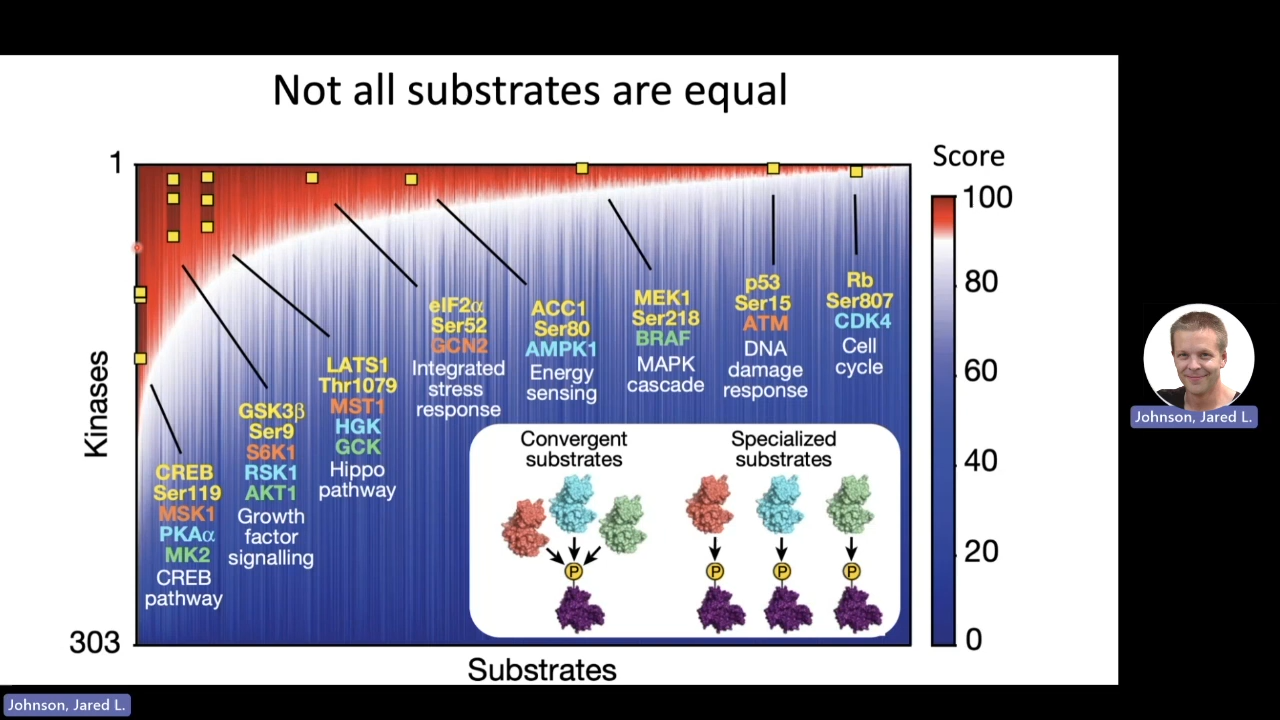 Not all substrates are equal
1
Kinases
303
Substrates
Score
100
80
60
40
20
0
CREB
Ser119
MSK1
PKAα
MK2
CREB
pathway
GSK3β
Ser9
S6K1
RSK1
AKT1
Growth
factor
signalling
LATS1
Thr1079
MST1
HGK
GCK
Hippo
pathway
eIF2α
Ser52
GCN2
Integrated
stress
response
ACC1
Ser80
AMPK1
Energy
sensing
MEK1
Ser218
BRAF
MAPK
cascade
p53
Ser15
ATM
DNA
damage
response
Rb
Ser807
CDK4
Cell
cycle
Convergent
substrates
P
Specialized
substrates
P
P
P
Johnson, Jared L.
Johnson, Jared L.